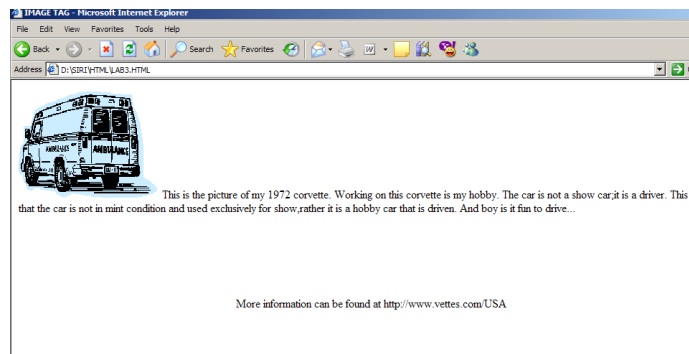 IMAGE TAG - Microsoft Internet Explorer
File Edit View Favorites Tools Help
Back Search Favorites
Address D:\SIRI\HTML\LAB3.HTML
AMBULANCE AMBULANCE
This is the picture of my 1972 corvette. Working on this corvette is my hobby. The car is not a show car;it is a driver. This
that the car is not in mint condition and used exclusively for show,rather it is a hobby car that is driven. And boy is it fun to drive...
More information can be found at http://www.vettes.com/USA